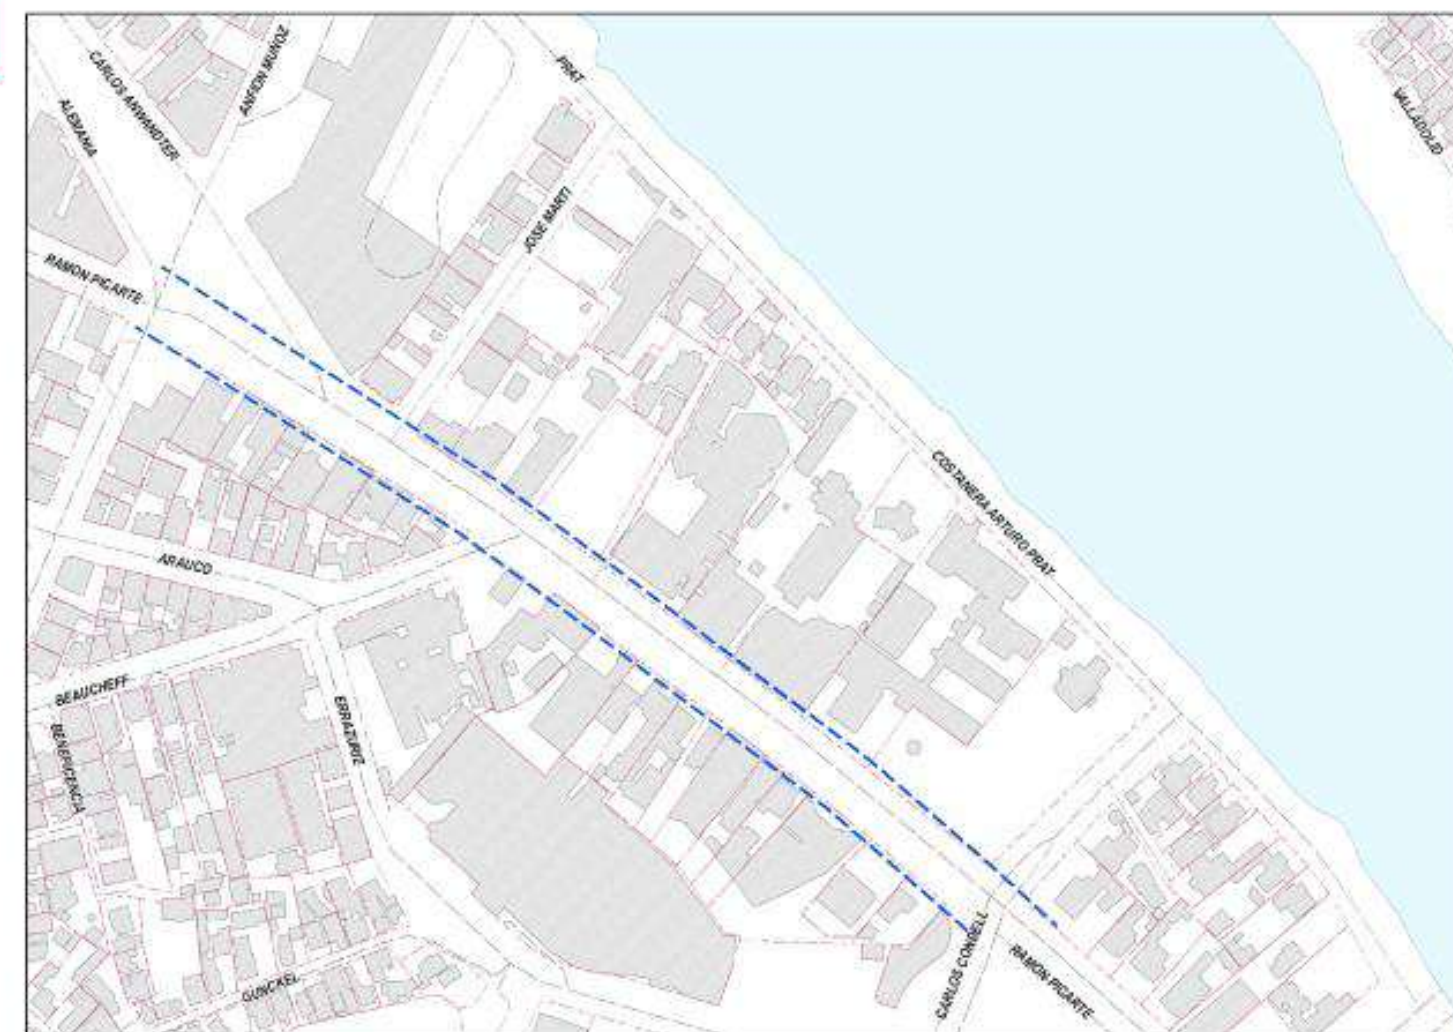 PRAT
ANFION MUÑOZ
CARLOS ANWANDTER
ALEMANIA
VALLADOLID
JOSE MARTI
RAMON PICARTE
COSTANERA ARTURO PRAT
ARAUCO
BEAUCHEFF
BENEFICENCIA
ERRAZURIZ
GUNCKEL
CARLOS CONDELL
RAMON PICARTE